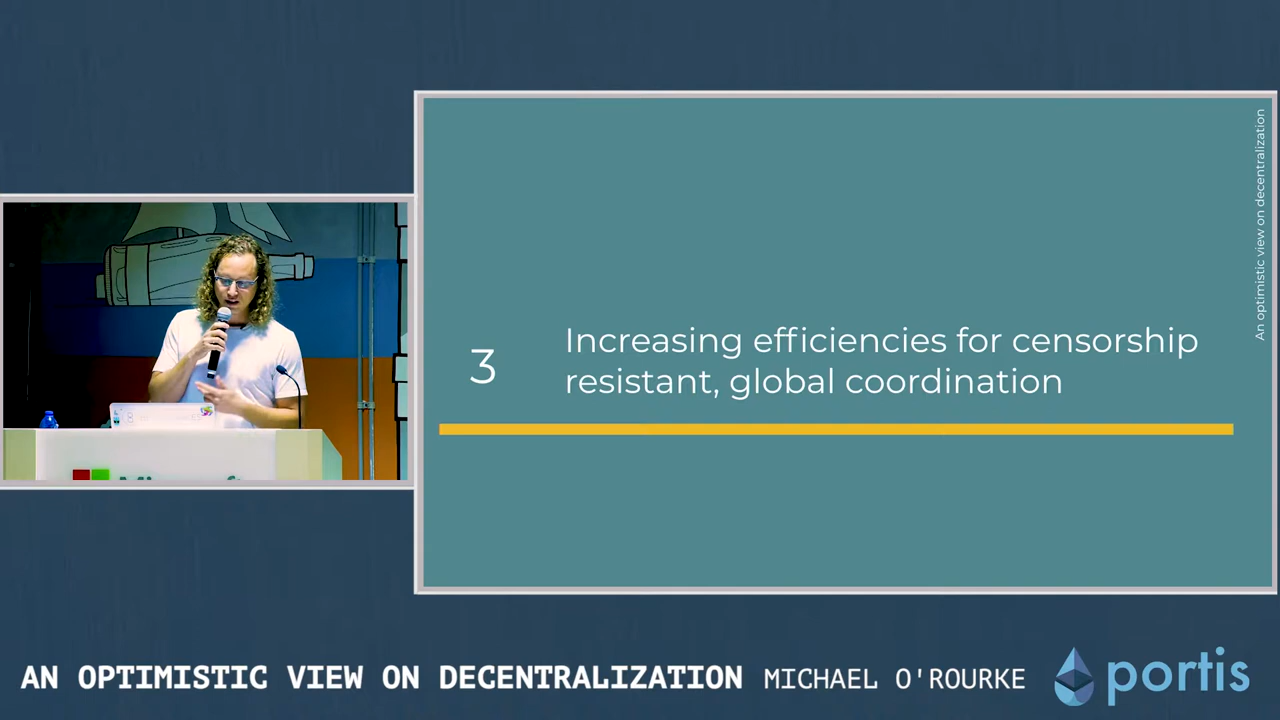 An optimistic view on decentralization
3
Increasing efficiencies for censorship
resistant, global coordination
AN OPTIMISTIC VIEW ON DECENTRALIZATION MICHAEL O'ROURKE
portis